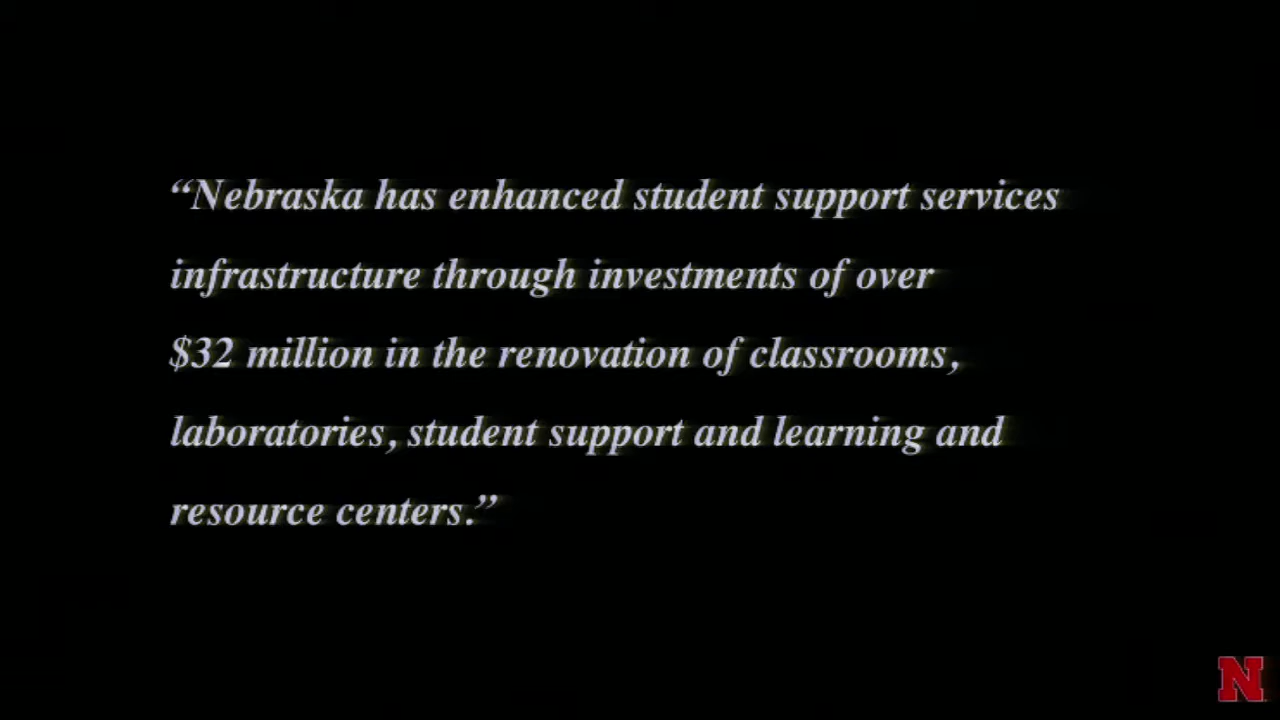 “Nebraska has enhanced student support services
infrastructure through investments of over
$32 million in the renovation of classrooms,
laboratories, student support and learning and
resource centers.”
N